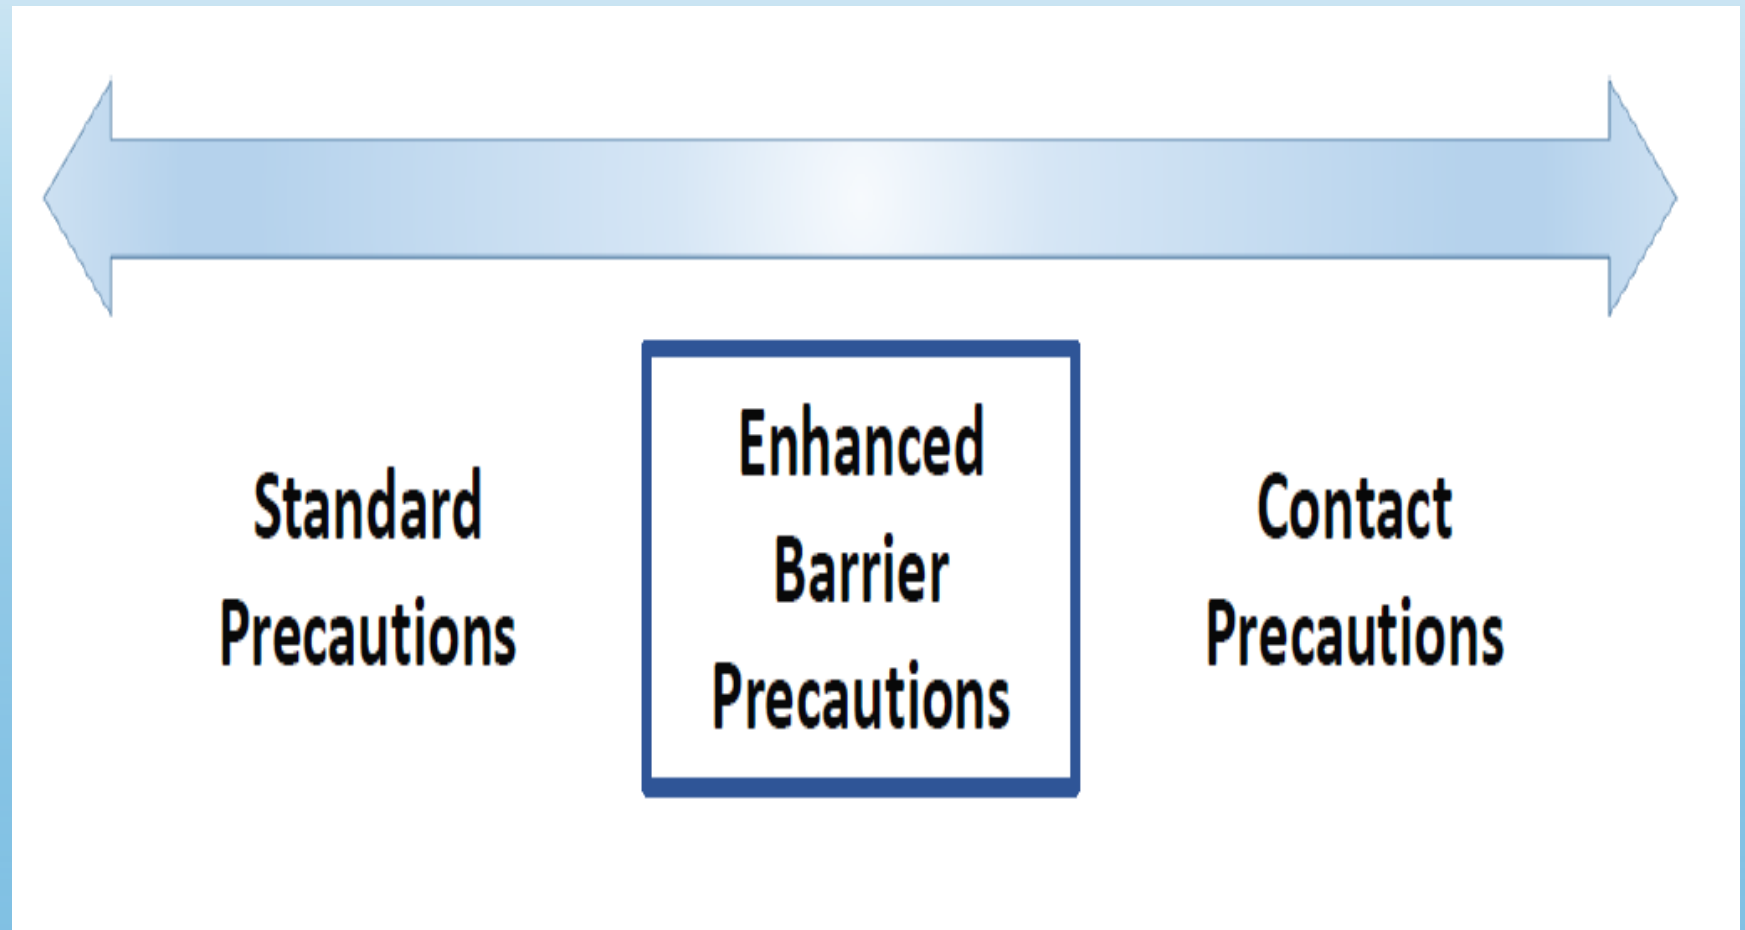 Standard
Precautions
Enhanced
Barrier
Precautions
Contact
Precautions